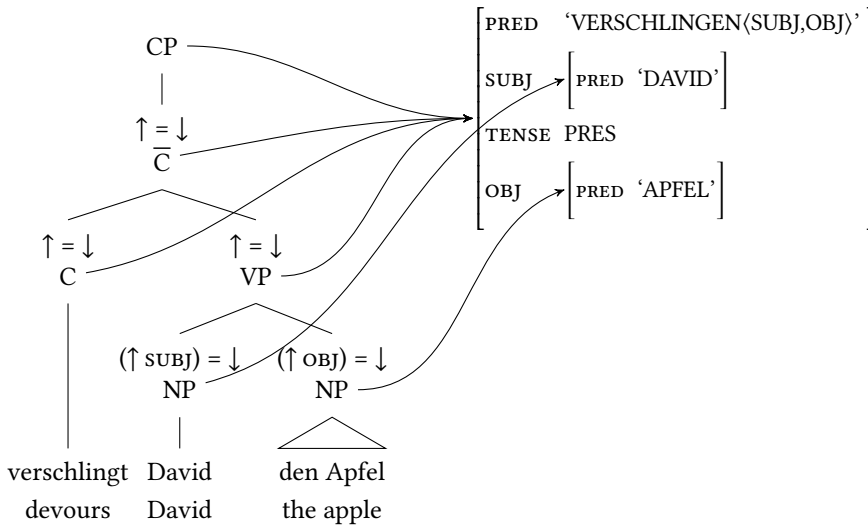 PRED ‘VERSCHLINGEN⟨SUBJ,OBJ⟩’
CP
SUBJ [PRED ‘DAVID’]
↑ = ↓
TENSE PRES
C̅
OBJ [PRED ‘APFEL’]
↑ = ↓ ↑ = ↓
C VP
(↑ SUBJ) = ↓ (↑ OBJ) = ↓
NP NP
verschlingt David den Apfel
devours David the apple